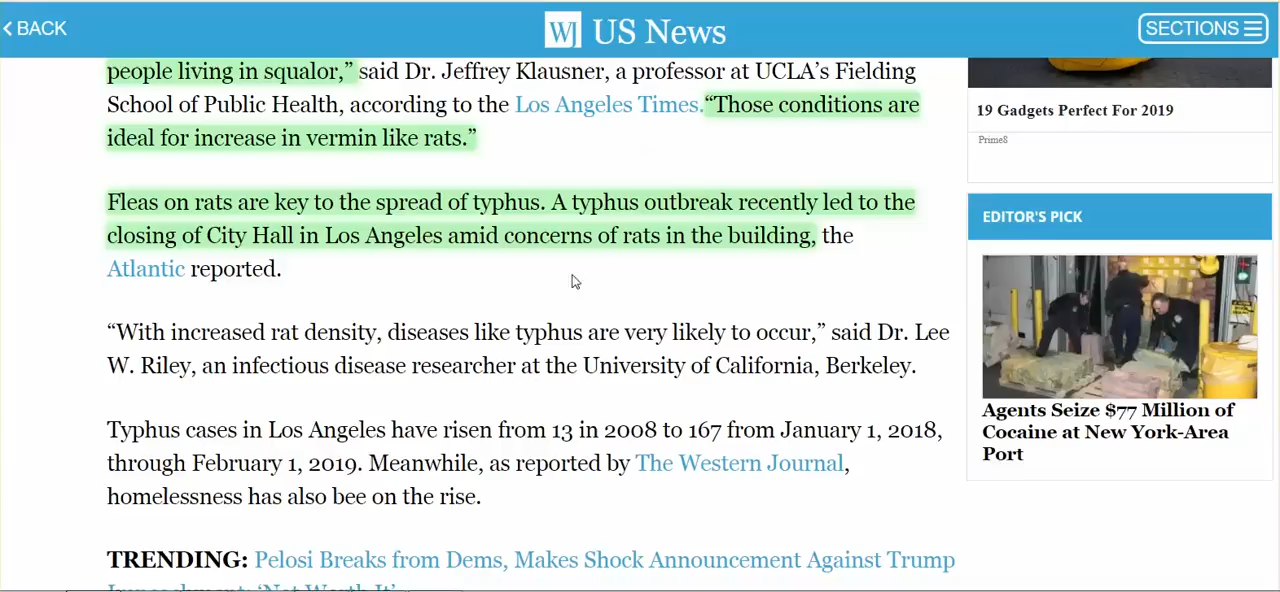 BACK
WJ US News
SECTIONS
people living in squalor,” said Dr. Jeffrey Klausner, a professor at UCLA’s Fielding
School of Public Health, according to the Los Angeles Times.“Those conditions are
ideal for increase in vermin like rats.”
Fleas on rats are key to the spread of typhus. A typhus outbreak recently led to the
closing of City Hall in Los Angeles amid concerns of rats in the building, the
Atlantic reported.
“With increased rat density, diseases like typhus are very likely to occur,” said Dr. Lee
W. Riley, an infectious disease researcher at the University of California, Berkeley.
Typhus cases in Los Angeles have risen from 13 in 2008 to 167 from January 1, 2018,
through February 1, 2019. Meanwhile, as reported by The Western Journal,
homelessness has also bee on the rise.
TRENDING: Pelosi Breaks from Dems, Makes Shock Announcement Against Trump
Impeachment: ‘Not Worth It’
19 Gadgets Perfect For 2019
Prime8
EDITOR'S PICK
Agents Seize $77 Million of
Cocaine at New York-Area
Port